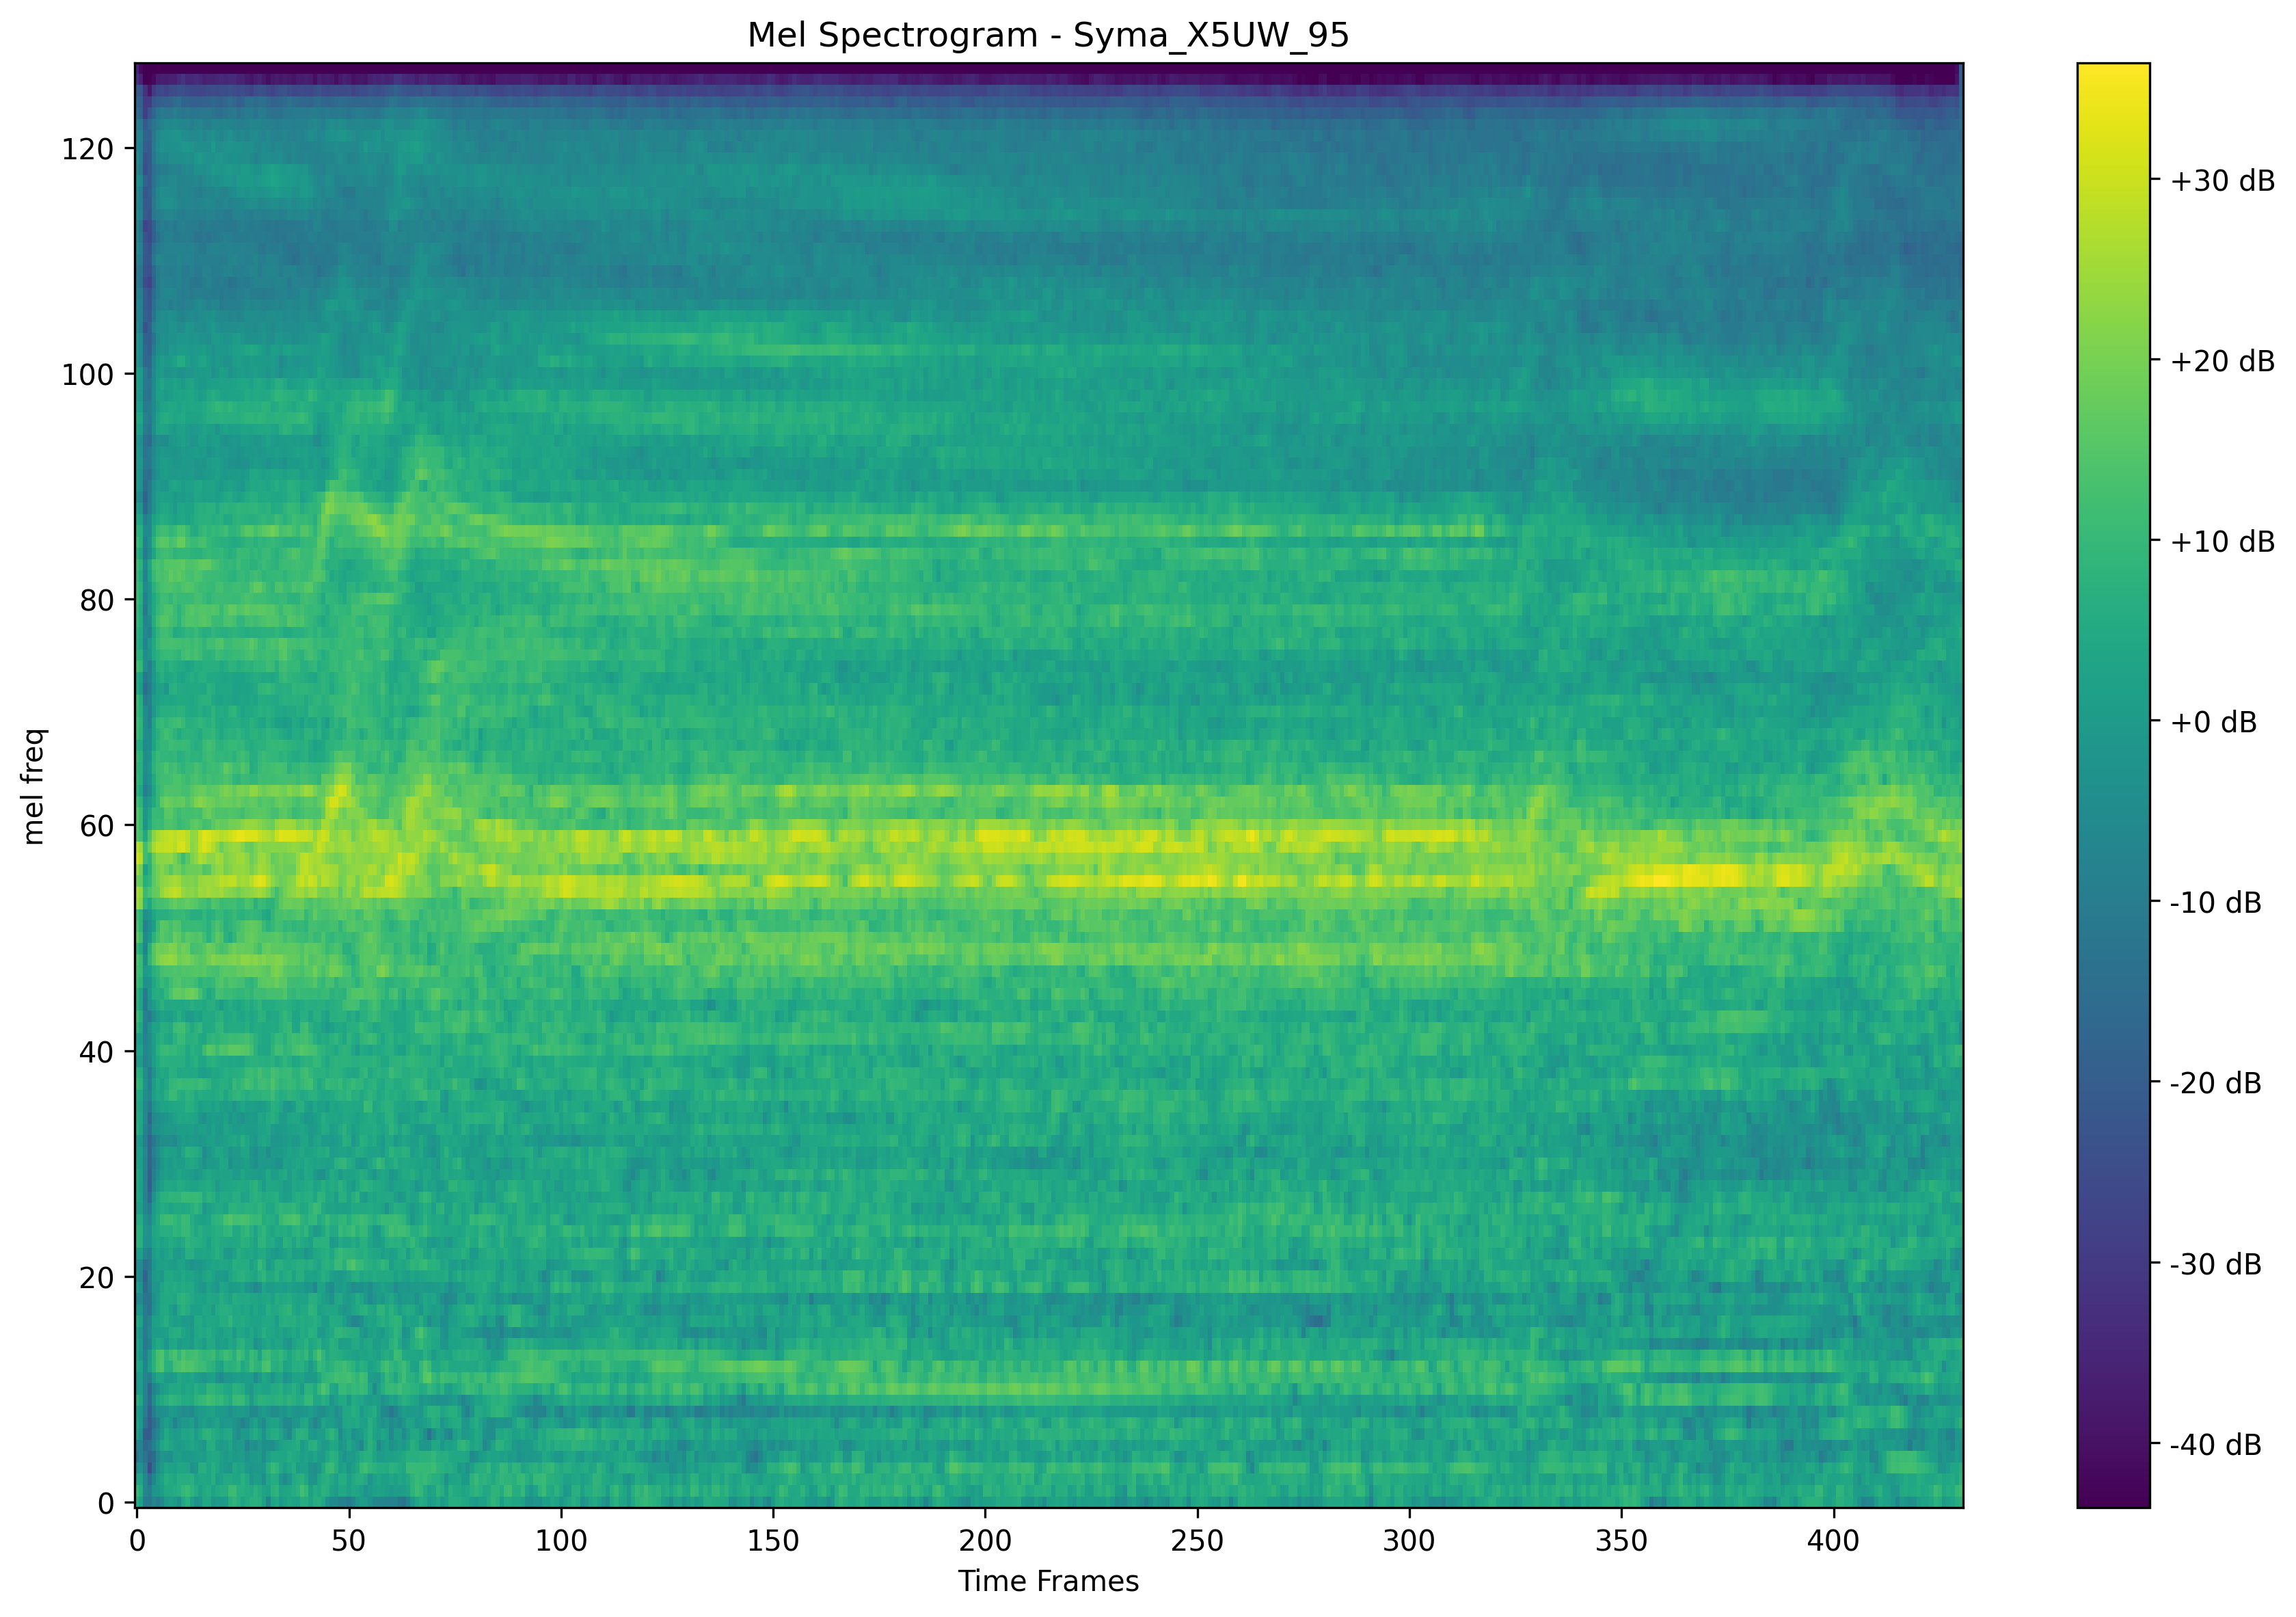 Mel Spectrogram - Syma_X5UW_95
mel freq
120
100
80
60
40
20
0
0 50 100 150 200 250 300 350 400
Time Frames
+30 dB
+20 dB
+10 dB
+0 dB
-10 dB
-20 dB
-30 dB
-40 dB